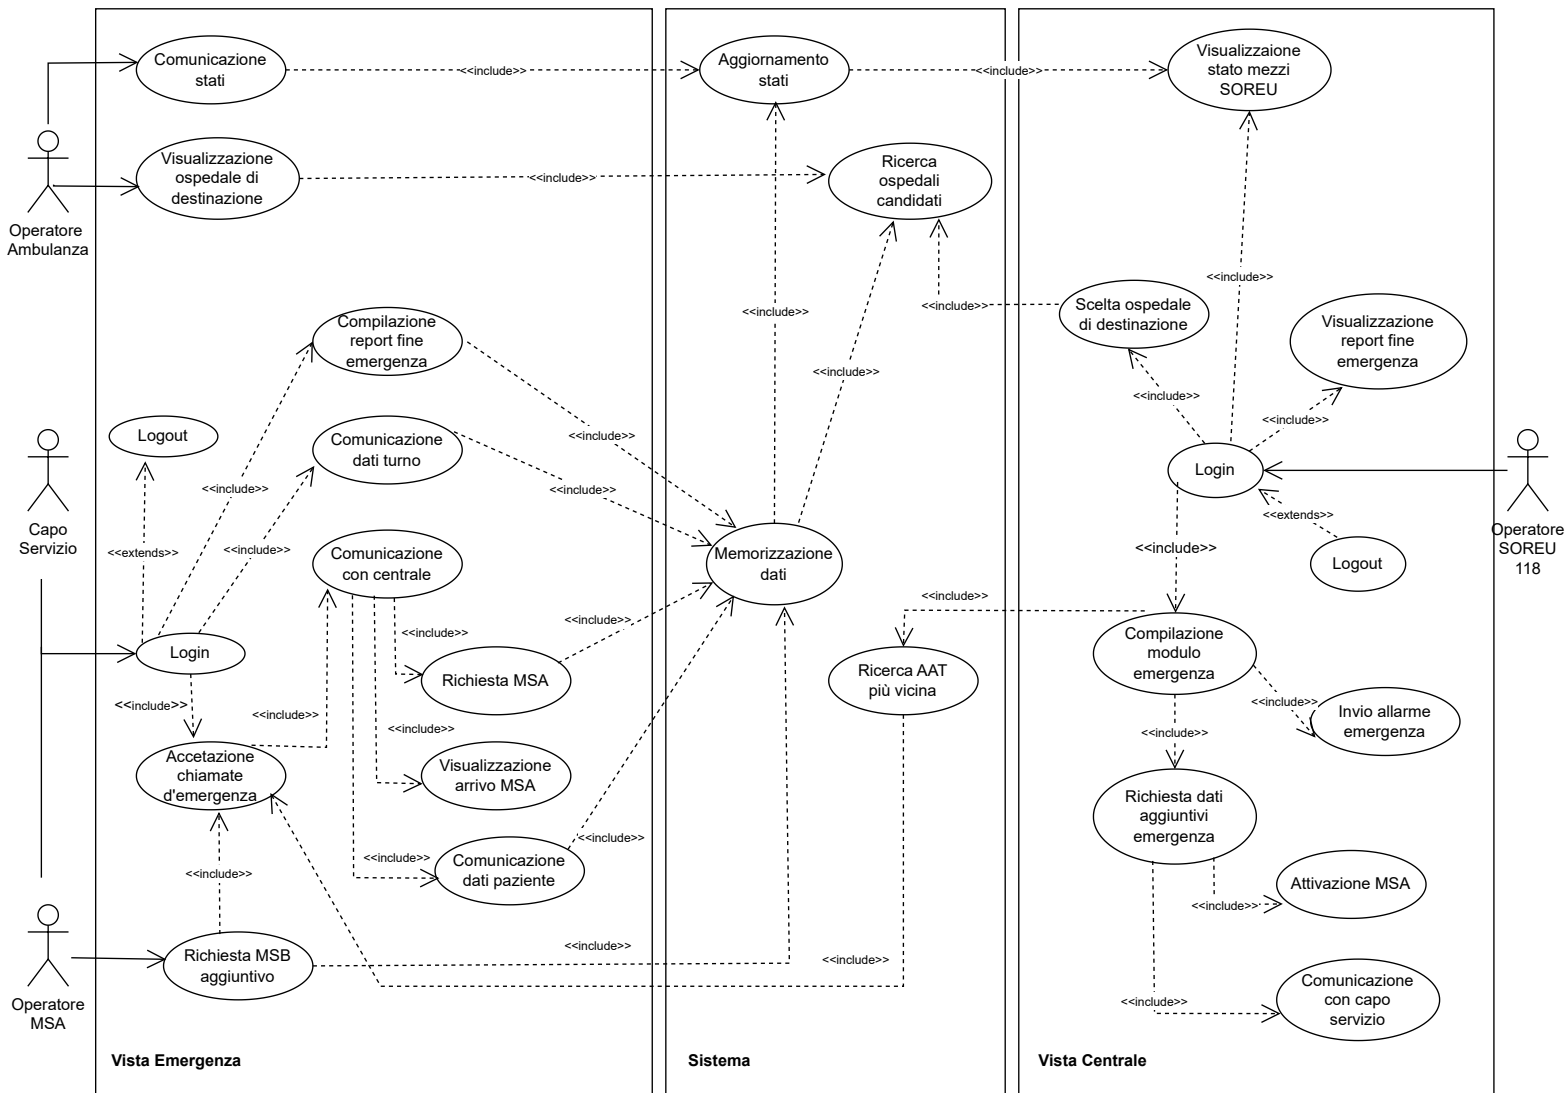 Comunicazione
stati
<<include>>
Aggiornamento
stati
<<include>>
Visualizzaione
stato mezzi
SOREU
Operatore
Ambulanza
Visualizzazione
ospedale di
destinazione
<<include>>
Ricerca
ospedali
candidati
<<include>>
<<include>>
Scelta ospedale
di destinazione
<<include>>
<<include>>
Compilazione
report fine
emergenza
<<include>>
Visualizzazione
report fine
emergenza
<<include>>
<<include>>
Logout
Comunicazione
dati turno
<<include>>
<<include>>
<<include>>
Login
Capo
Servizio
<<extends>>
<<include>>
Comunicazione
con centrale
Memorizzazione
dati
<<extends>>
<<include>>
Logout
Operatore
SOREU
118
<<include>>
<<include>>
<<include>>
Login
Richiesta MSA
Ricerca AAT
più vicina
Compilazione
modulo
emergenza
<<include>>
<<include>>
<<include>>
<<include>>
Invio allarme
emergenza
<<include>>
Accetazione
chiamate
d'emergenza
Visualizzazione
arrivo MSA
Richiesta dati
aggiuntivi
emergenza
<<include>>
<<include>>
<<include>>
Comunicazione
dati paziente
Attivazione MSA
<<include>>
Operatore
MSA
Richiesta MSB
aggiuntivo
<<include>>
<<include>>
<<include>>
Comunicazione
con capo
servizio
Vista Emergenza
Sistema
Vista Centrale